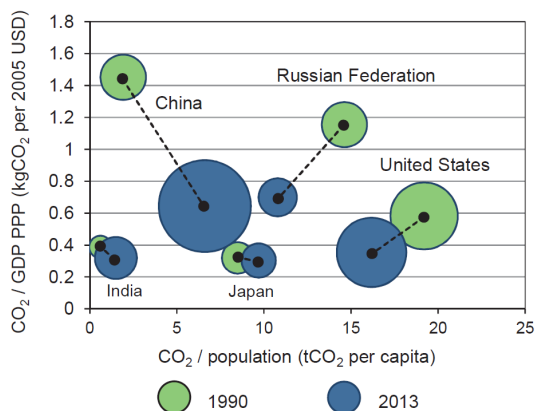 CO₂ / GDP PPP (kgCO₂ per 2005 USD)
1.8
1.6
1.4
1.2
1
0.8
0.6
0.4
0.2
0
China
Russian Federation
United States
India
Japan
0 5 10 15 20 25
CO₂ / population (tCO₂ per capita)
1990 2013